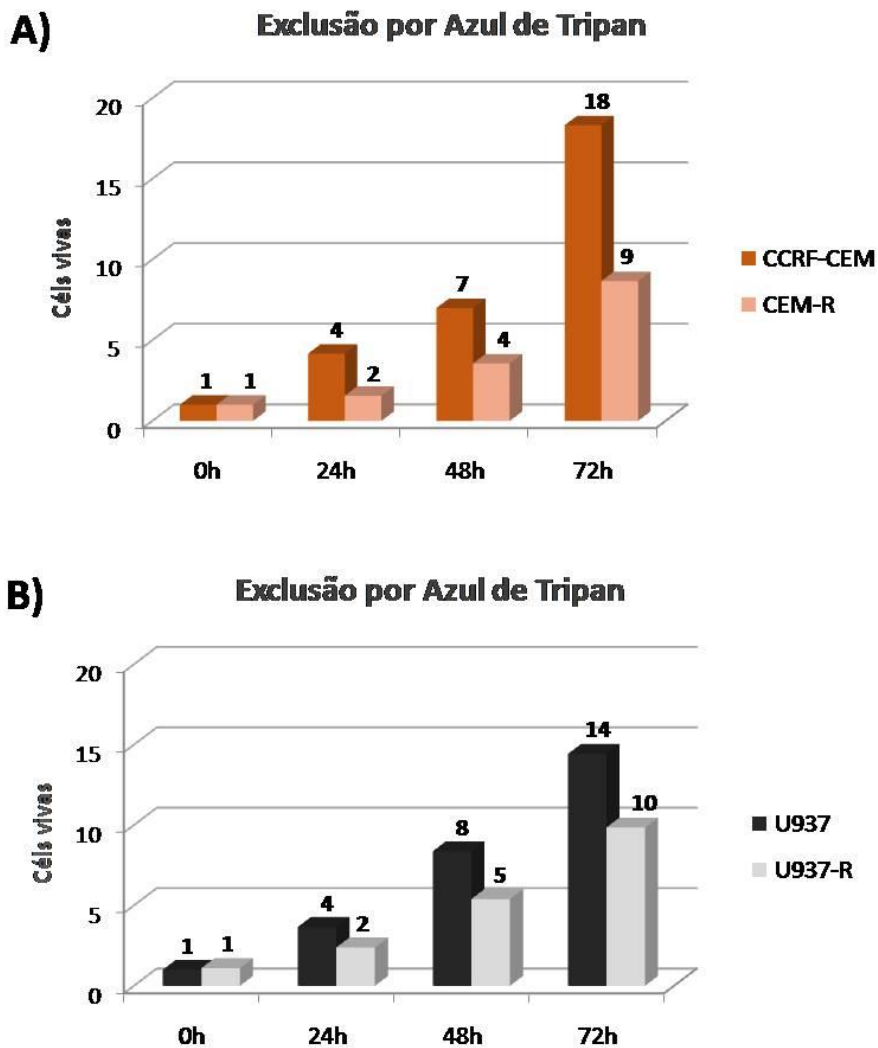 A)
Exclusão por Azul de Tripan
20
15
10
5
0
Céls vivas
1
1
4
2
7
4
18
9
0h
24h
48h
72h
CCRF-CEM
CEM-R
B)
Exclusão por Azul de Tripan
20
15
10
5
0
Céls vivas
1
1
4
2
8
5
14
10
0h
24h
48h
72h
U937
U937-R